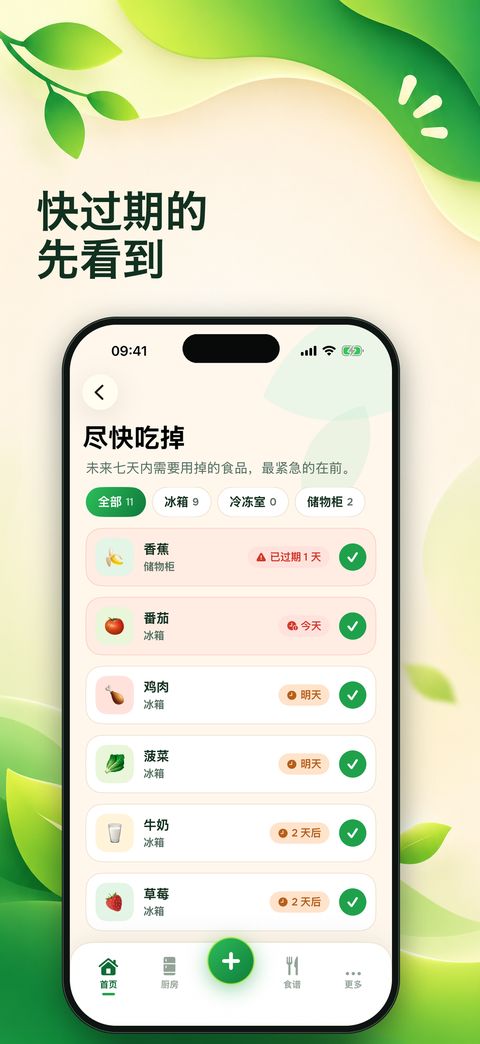 快过期的
先看到
09:41
尽快吃掉
未来七天内需要用掉的食品，最紧急的在前。
全部 11 冰箱 9 冷冻室 0 储物柜 2
香蕉
储物柜
已过期 1 天
番茄
冰箱
今天
鸡肉
冰箱
明天
菠菜
冰箱
明天
牛奶
冰箱
2 天后
草莓
冰箱
2 天后
首页 厨房 食谱 更多